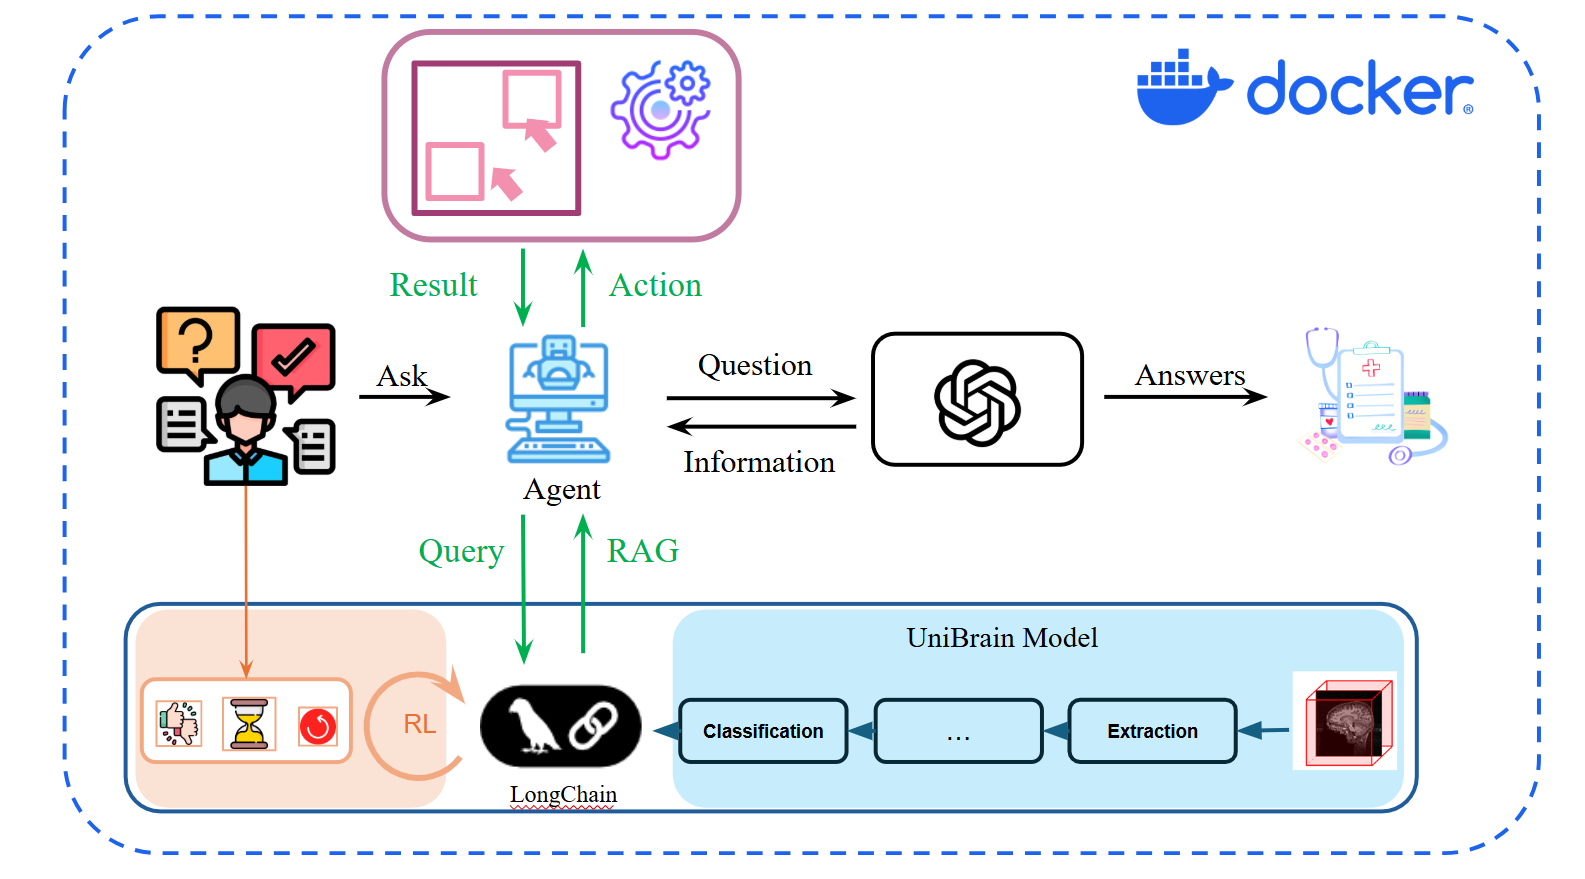 docker®
Result
Action
?
Ask
Question
Answers
Information
Agent
Query
RAG
UniBrain Model
RL
Classification
...
Extraction
LongChain